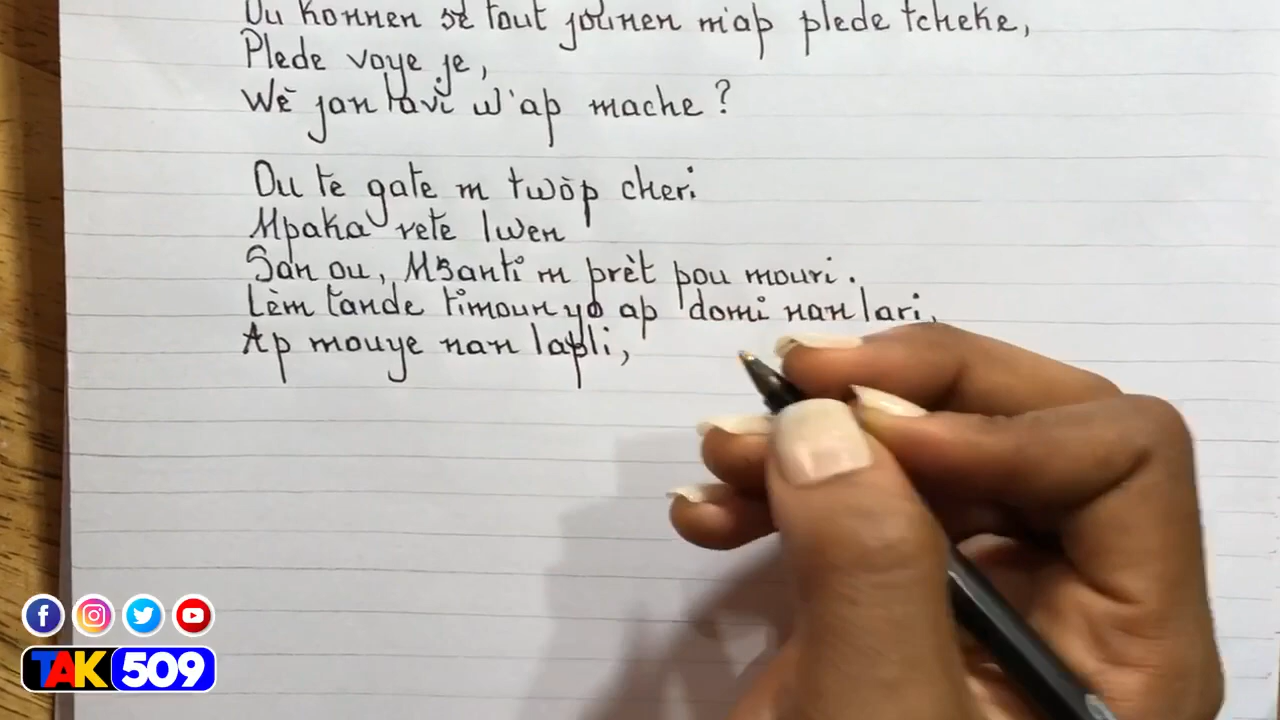 Ou konnen se tout jounen m'ap plede tcheke,
Plede voye je,
Wè jan lavi w'ap mache?
Ou te gate m twòp cheri
Mpaka rete lwen
San ou, Msanti m prèt pou mouri.
Lèm tande timoun yo ap domi nan lari,
Ap mouye nan lapli,
TAK 509